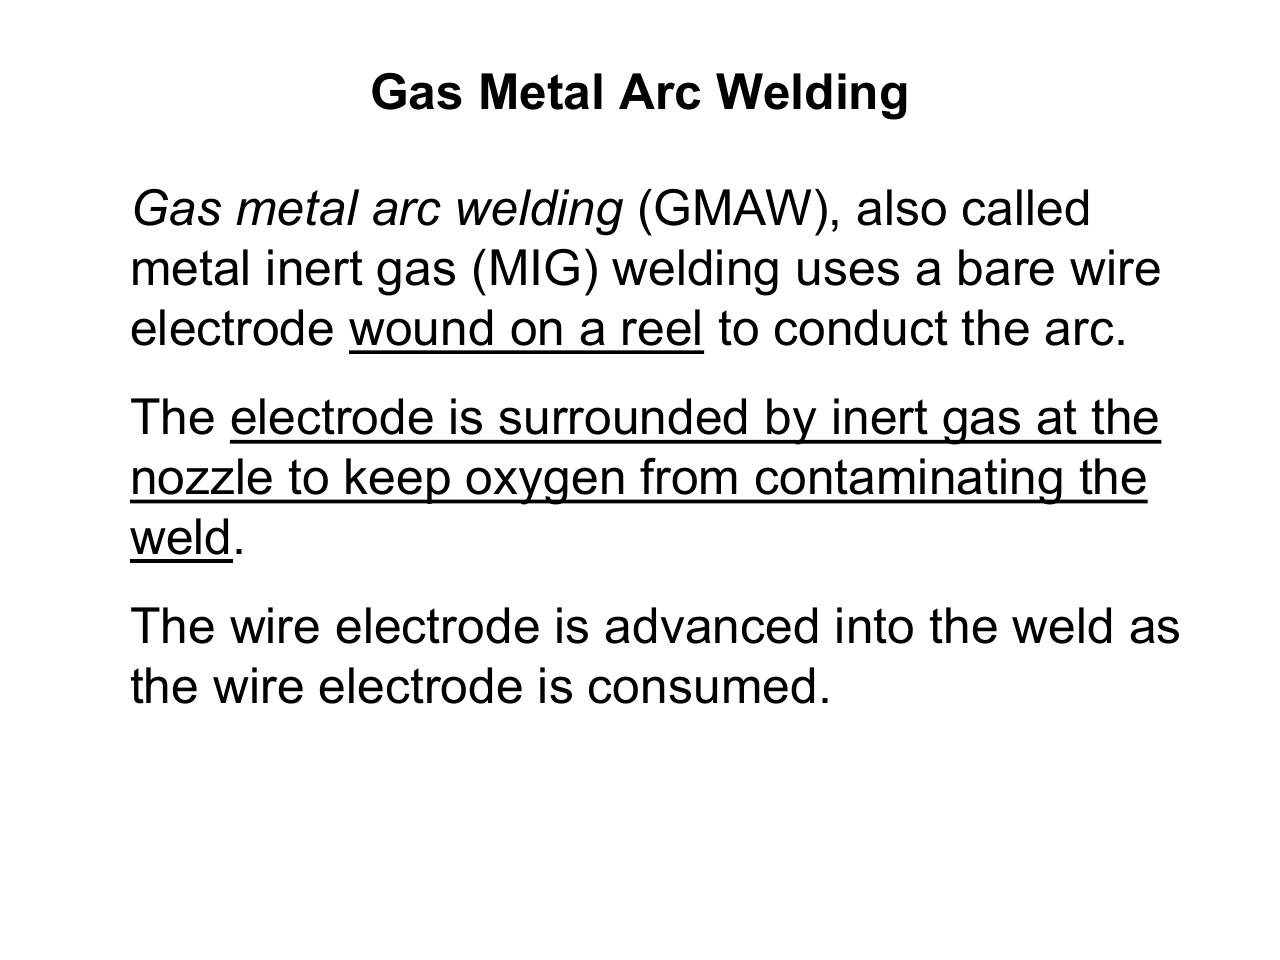 Gas Metal Arc Welding
Gas metal arc welding (GMAW), also called
metal inert gas (MIG) welding uses a bare wire
electrode wound on a reel to conduct the arc.
The electrode is surrounded by inert gas at the
nozzle to keep oxygen from contaminating the
weld.
The wire electrode is advanced into the weld as
the wire electrode is consumed.